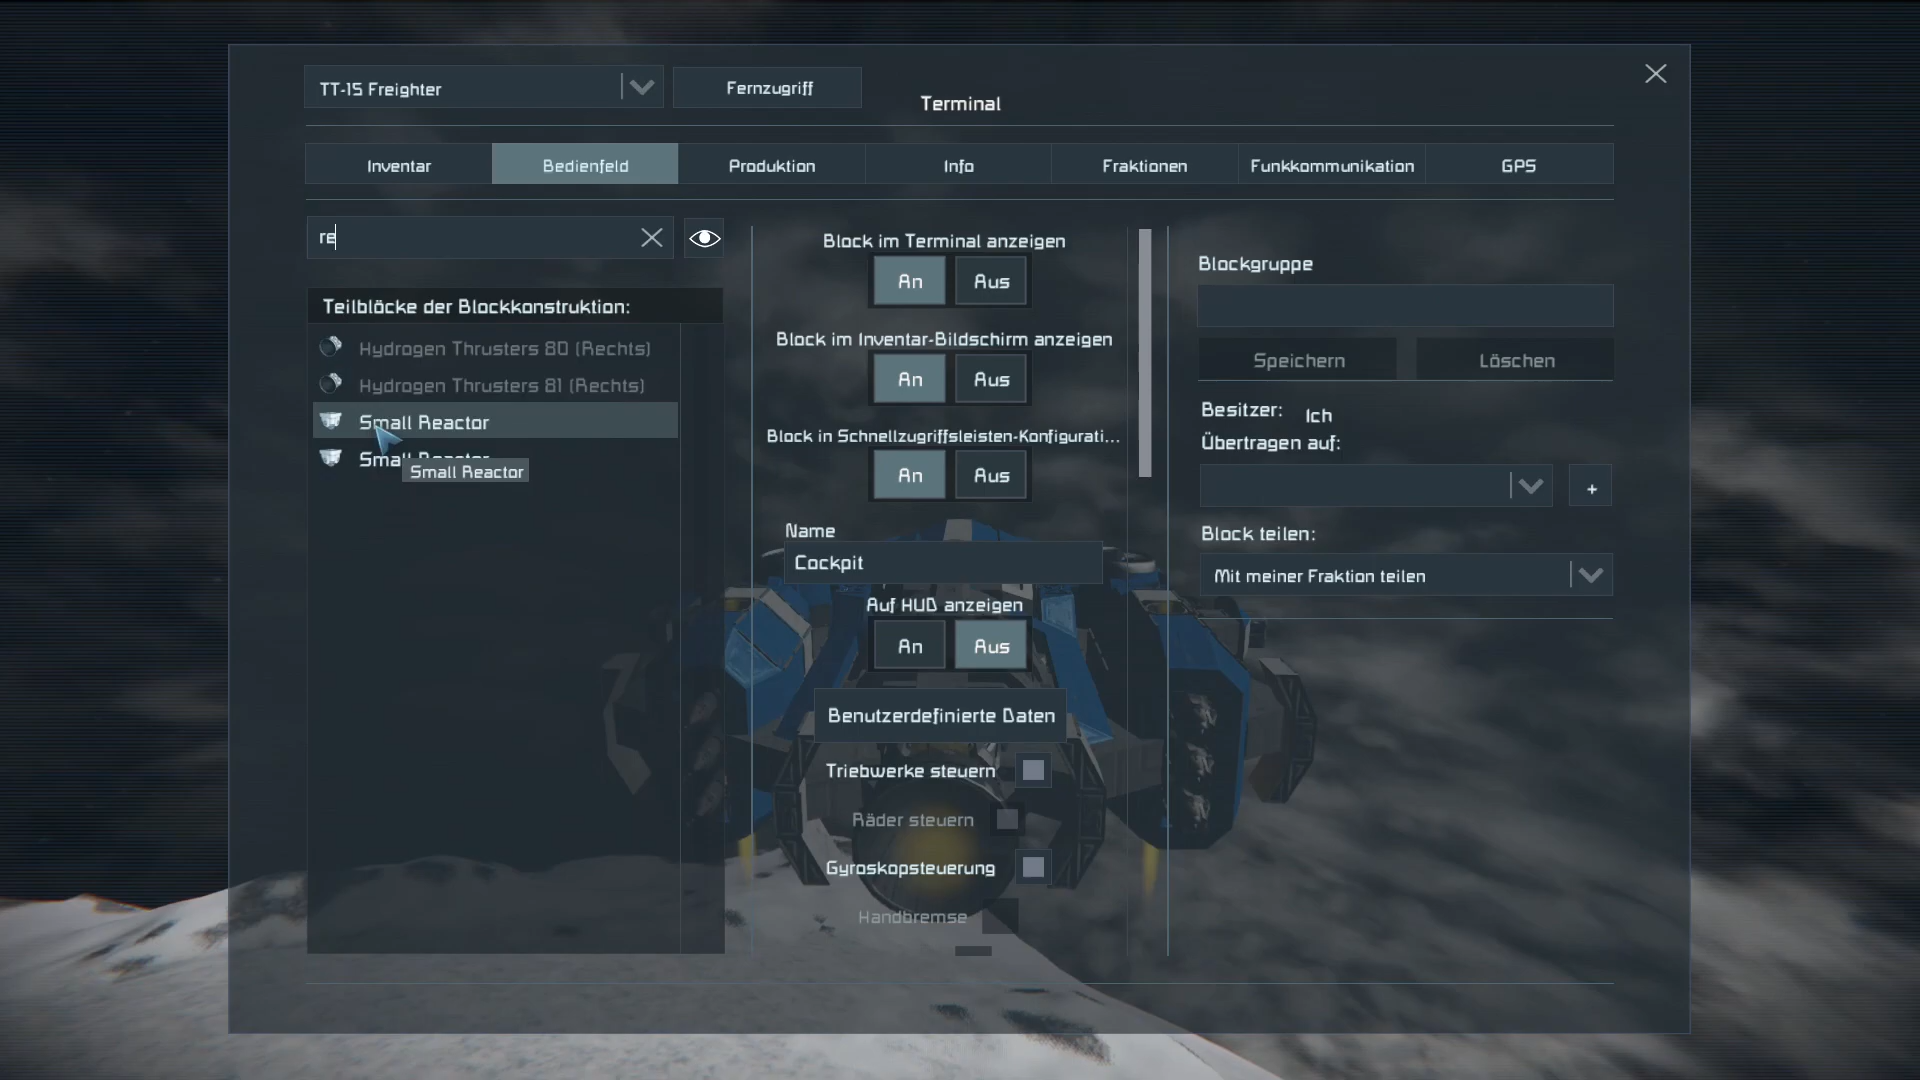 TT-15 Freighter
Fernzugriff
Terminal
Inventar
Bedienfeld
Produktion
Info
Fraktionen
Funkkommunikation
GPS
re
Teilblöcke der Blockkonstruktion:
Hydrogen Thrusters 80 (Rechts)
Hydrogen Thrusters 81 (Rechts)
Small Reactor
Small Reactor
Small Reactor
Block im Terminal anzeigen
An Aus
Block im Inventar-Bildschirm anzeigen
An Aus
Block in Schnellzugriffsleisten-Konfigurati...
An Aus
Name
Cockpit
Auf HUD anzeigen
An Aus
Benutzerdefinierte Daten
Triebwerke steuern
Räder steuern
Gyroskopsteuerung
Handbremse
Blockgruppe
Speichern Löschen
Besitzer: Ich
Übertragen auf:
+
Block teilen:
Mit meiner Fraktion teilen